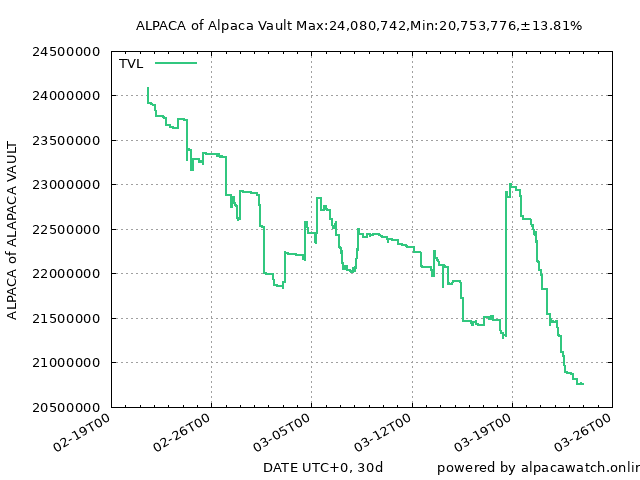 ALPACA of Alpaca Vault Max:24,080,742,Min:20,753,776,±13.81%
24500000
TVL
24000000
23500000
23000000
22500000
22000000
21500000
21000000
20500000
ALPACA of ALAPACA VAULT
02-19T00
02-26T00
03-05T00
03-12T00
03-19T00
03-26T00
DATE UTC+0, 30d
powered by alpacawatch.onlin